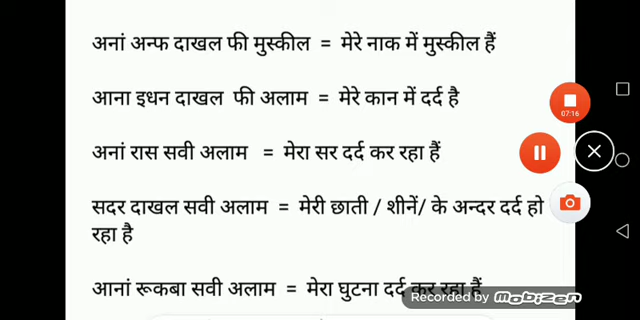 अनां अन्फ दाखल फी मुस्कील = मेरे नाक में मुस्कील हैं
आना इधन दाखल फी अलाम = मेरे कान में दर्द है
07:16
अनां रास सवी अलाम = मेरा सर दर्द कर रहा हैं
सदर दाखल सवी अलाम = मेरी छाती / शीनें/ के अन्दर दर्द हो
रहा है
आनां रूकबा सवी अलाम = मेरा घुटना दर्द कर रहा हैं
Recorded by Mobizen